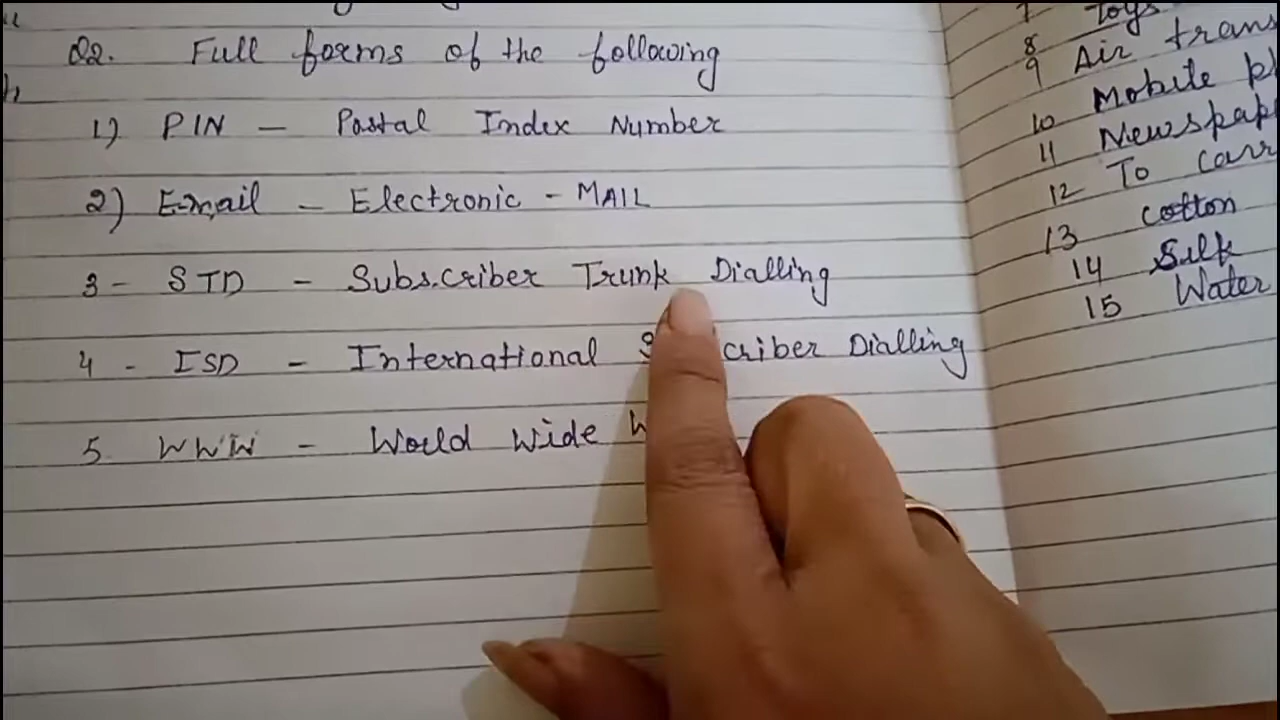 Q2. Full forms of the following
1) PIN - Postal Index Number
2) E-mail - Electronic - MAIL
3 - STD - Subscriber Trunk Dialling
4 - ISD - International criber Dialling
5. WWW - World Wide
7 Toys
8
9 Air trans
10 Mobile ph
11 Newspap
12 To carr
13 cotton
14 Silk
15 Water